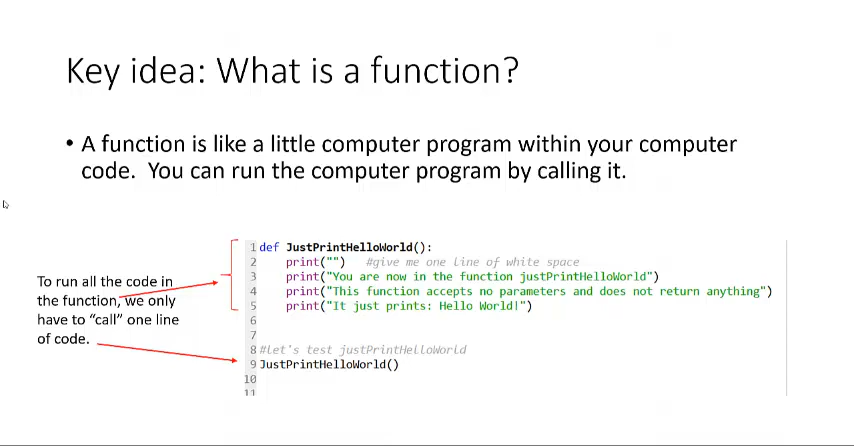 Key idea: What is a function?
• A function is like a little computer program within your computer
code.  You can run the computer program by calling it.
To run all the code in
the function, we only
have to “call” one line
of code.
1 def JustPrintHelloWorld():
2     print("")   #give me one line of white space
3     print("You are now in the function justPrintHelloWorld")
4     print("This function accepts no parameters and does not return anything")
5     print("It just prints: Hello World!")
6
7
8 #let's test justPrintHelloWorld
9 JustPrintHelloWorld()
10
11